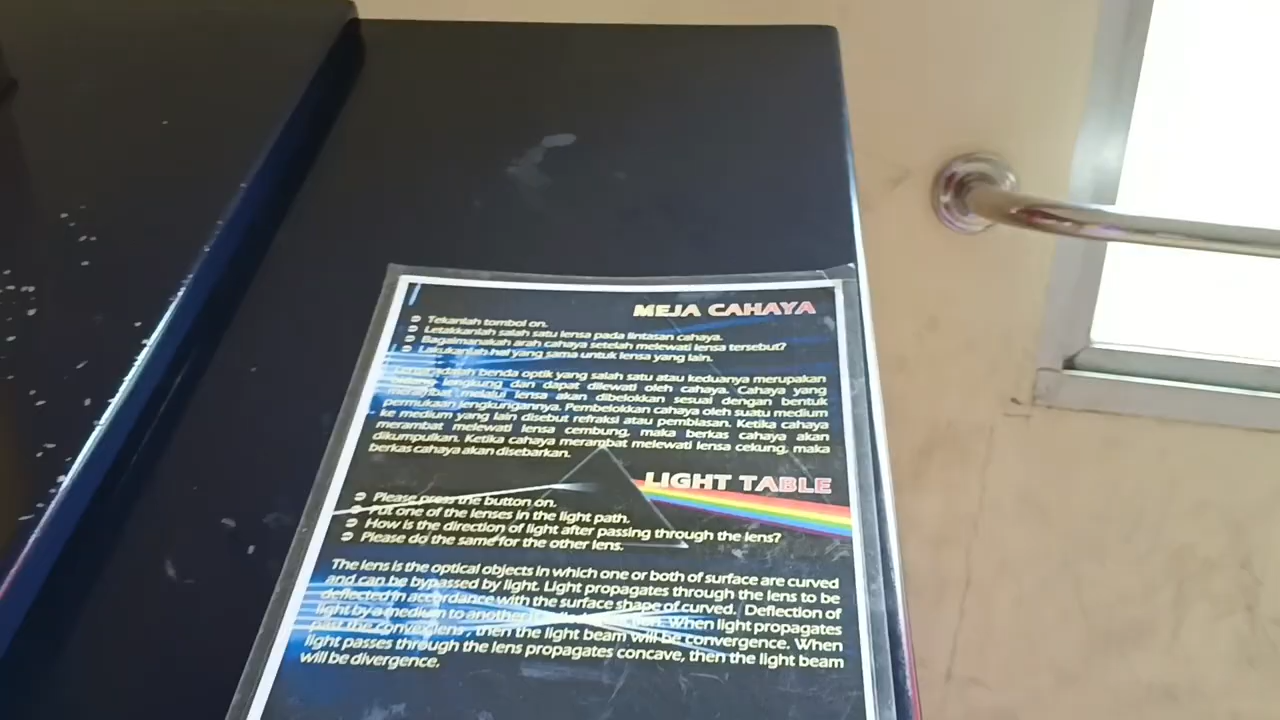 MEJA CAHAYA
Tekanlah tombol on.
Letakkanlah salah satu lensa pada lintasan cahaya.
Bagaimanakah arah cahaya setelah melewati lensa tersebut?
Lakukanlah hal yang sama untuk lensa yang lain.
Lensa adalah benda optik yang salah satu atau keduanya merupakan
bidang lengkung dan dapat dilewati oleh cahaya. Cahaya yang
merambat melalui lensa akan dibelokkan sesuai dengan bentuk
permukaan lengkungannya. Pembelokkan cahaya oleh suatu medium
ke medium yang lain disebut refraksi atau pembiasan. Ketika cahaya
merambat melewati lensa cembung, maka berkas cahaya akan
dikumpulkan. Ketika cahaya merambat melewati lensa cekung, maka
berkas cahaya akan disebarkan.
LIGHT TABLE
Please press the button on.
Put one of the lenses in the light path.
How is the direction of light after passing through the lens?
Please do the same for the other lens.
The lens is the optical objects in which one or both of surface are curved
and can be bypassed by light. Light propagates through the lens to be
deflected in accordance with the surface shape of curved. Deflection of
light by a medium to another When light propagates
past the convex lens , then the light beam will be convergence. When
light passes through the lens propagates concave, then the light beam
will be divergence.